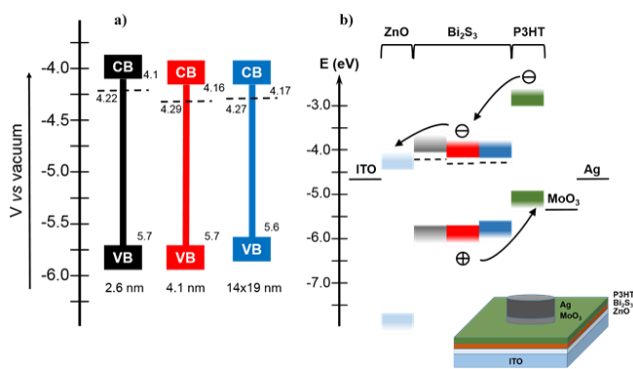 a)
V vs vacuum
-4.0
-4.5
-5.0
-5.5
-6.0
CB
4.1
4.22
VB
5.7
2.6 nm
CB
4.16
4.29
VB
5.7
4.1 nm
CB
4.17
4.27
VB
5.6
14x19 nm
b)
ZnO
Bi₂S₃
P3HT
E (eV)
-3.0
-4.0
-5.0
-6.0
-7.0
ITO
Ag
MoO₃
Ag
MoO₃
P3HT
Bi₂S₃
ZnO
ITO